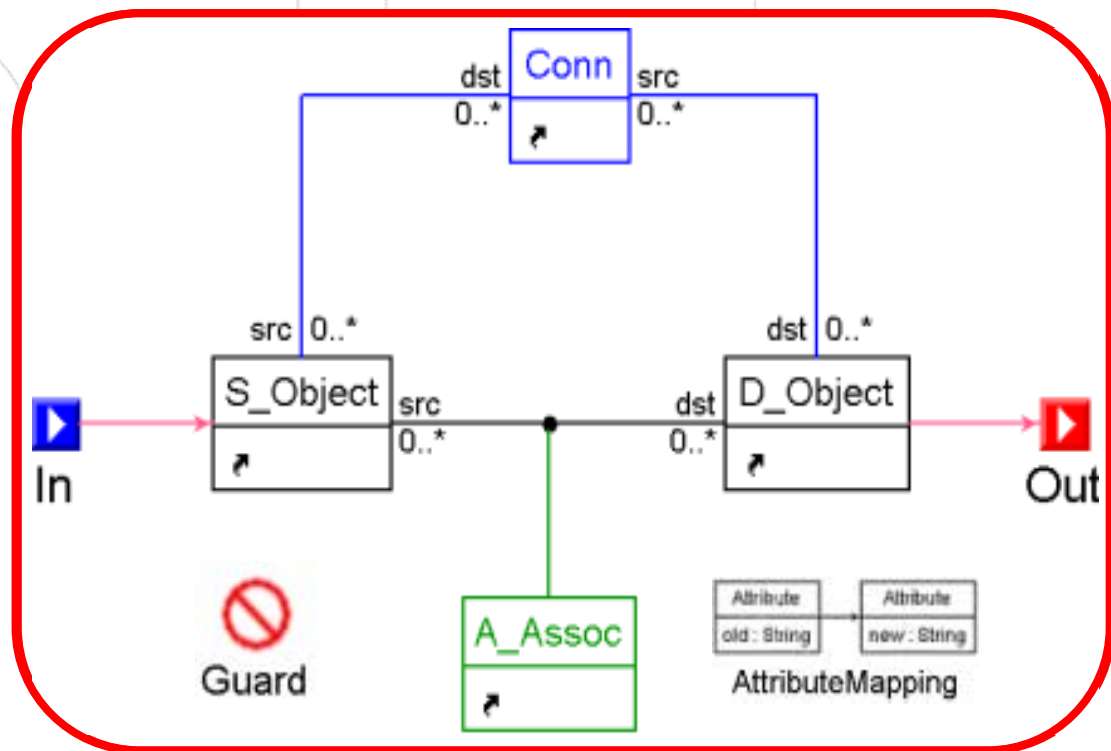 Conn
dst
src
0..*
0..*
src
0..*
dst
0..*
S_Object
src
dst
D_Object
0..*
0..*
In
Out
Attribute
Attribute
old : String
new : String
A_Assoc
Guard
AttributeMapping